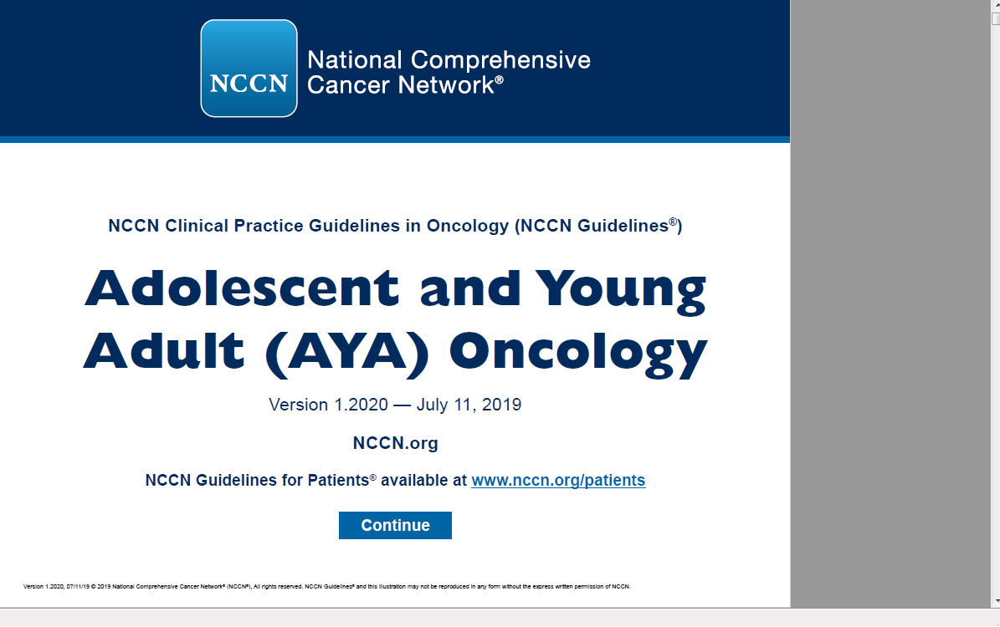 NCCN
National Comprehensive
Cancer Network®
NCCN Clinical Practice Guidelines in Oncology (NCCN Guidelines®)
Adolescent and Young
Adult (AYA) Oncology
Version 1.2020 — July 11, 2019
NCCN.org
NCCN Guidelines for Patients® available at www.nccn.org/patients
Continue
Version 1.2020, 07/11/19 © 2019 National Comprehensive Cancer Network® (NCCN®), All rights reserved. NCCN Guidelines® and this illustration may not be reproduced in any form without the express written permission of NCCN.